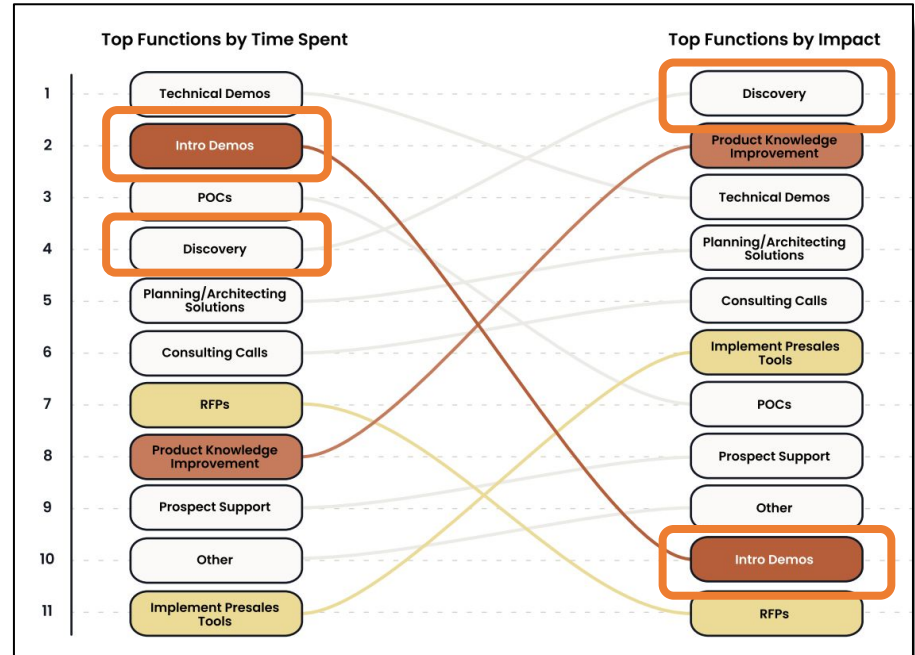 Top Functions by Time Spent
Top Functions by Impact
1
Technical Demos
Discovery
2
Intro Demos
Product Knowledge
Improvement
3
POCs
Technical Demos
4
Discovery
Planning/Architecting
Solutions
5
Planning/Architecting
Solutions
Consulting Calls
6
Consulting Calls
Implement Presales
Tools
7
RFPs
POCs
8
Product Knowledge
Improvement
Prospect Support
9
Prospect Support
Other
10
Other
Intro Demos
11
Implement Presales
Tools
RFPs